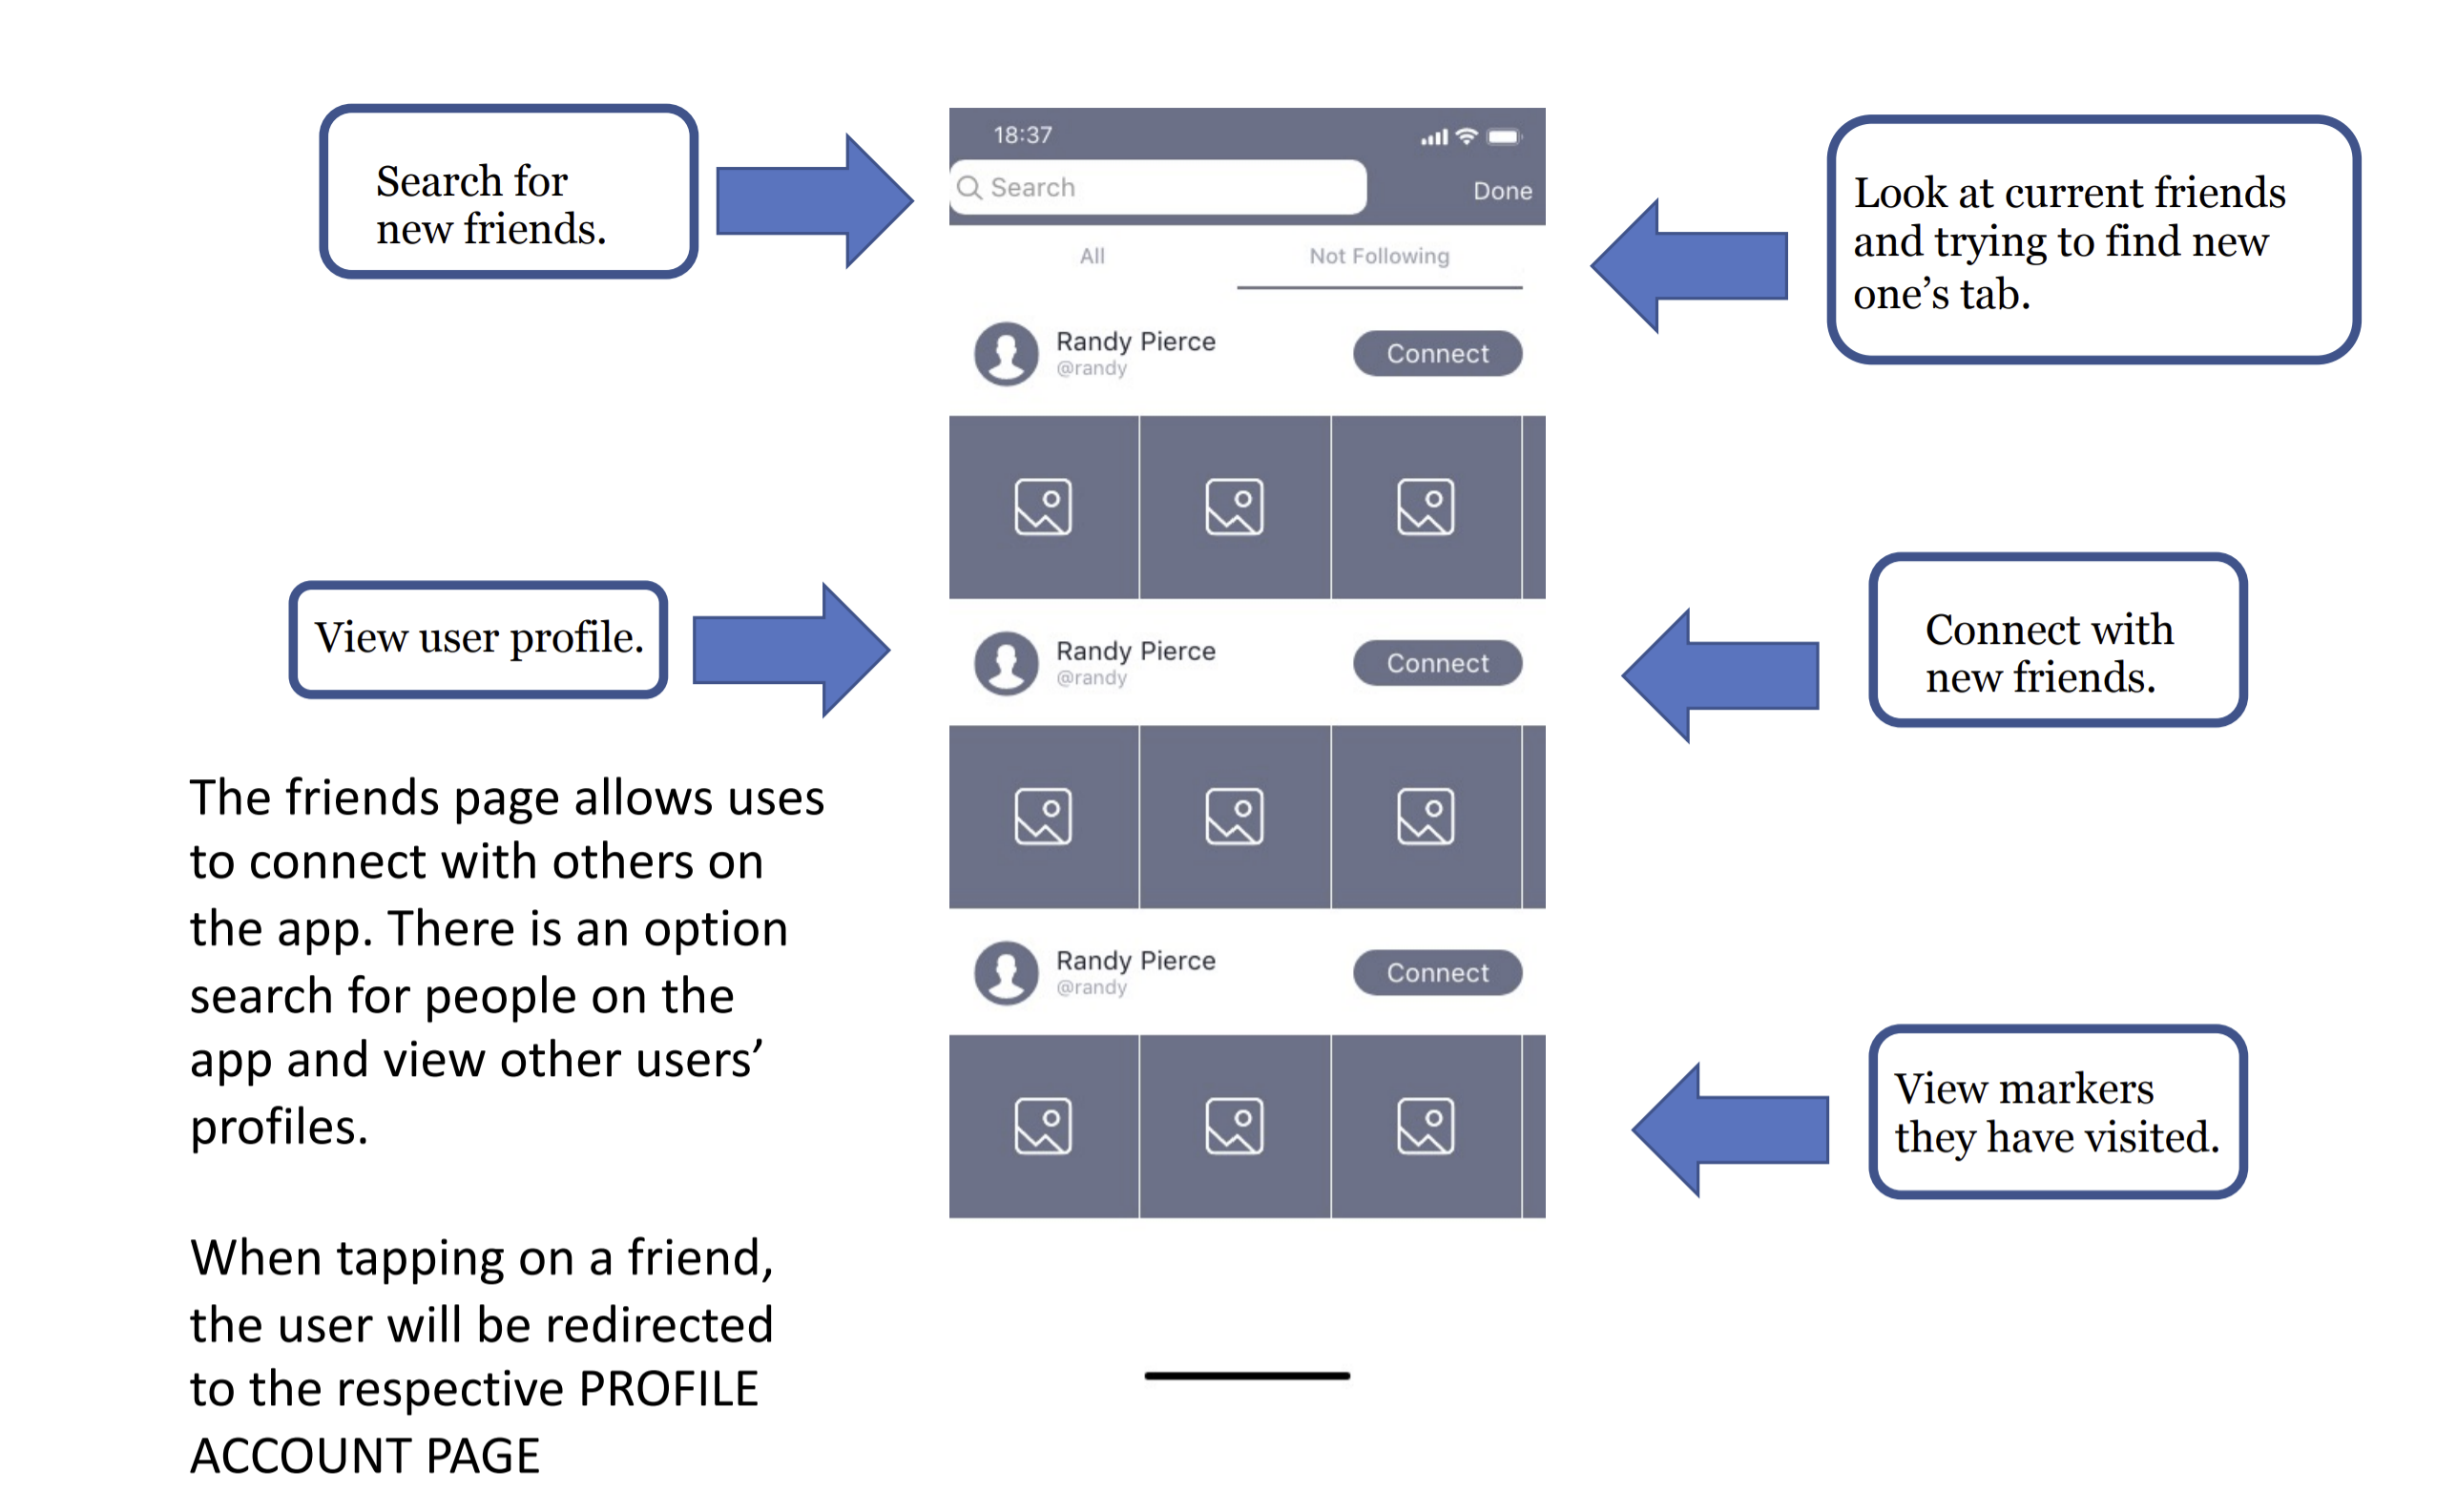 Search for
new friends.
18:37
Search
Done
Look at current friends
and trying to find new
one’s tab.
All
Not Following
Randy Pierce
@randy
Connect
View user profile.
Randy Pierce
@randy
Connect
Connect with
new friends.
The friends page allows uses
to connect with others on
the app. There is an option
search for people on the
app and view other users’
profiles.
When tapping on a friend,
the user will be redirected
to the respective PROFILE
ACCOUNT PAGE
Randy Pierce
@randy
Connect
View markers
they have visited.